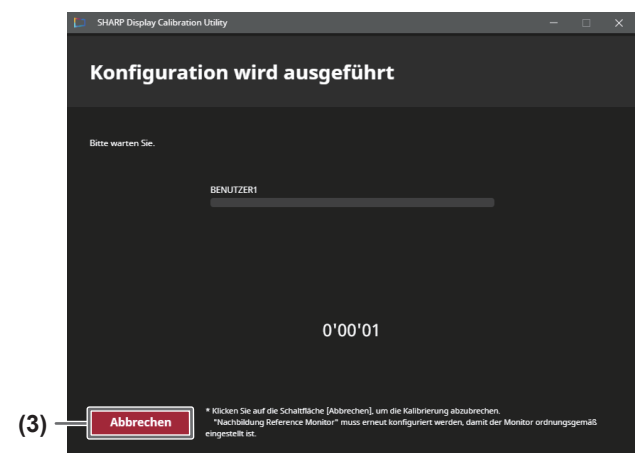 SHARP Display Calibration Utility
Konfiguration wird ausgeführt
Bitte warten Sie.
BENUTZER1
0'00'01
(3)
Abbrechen
* Klicken Sie auf die Schaltfläche [Abbrechen], um die Kalibrierung abzubrechen.
"Nachbildung Reference Monitor" muss erneut konfiguriert werden, damit der Monitor ordnungsgemäß
eingestellt ist.